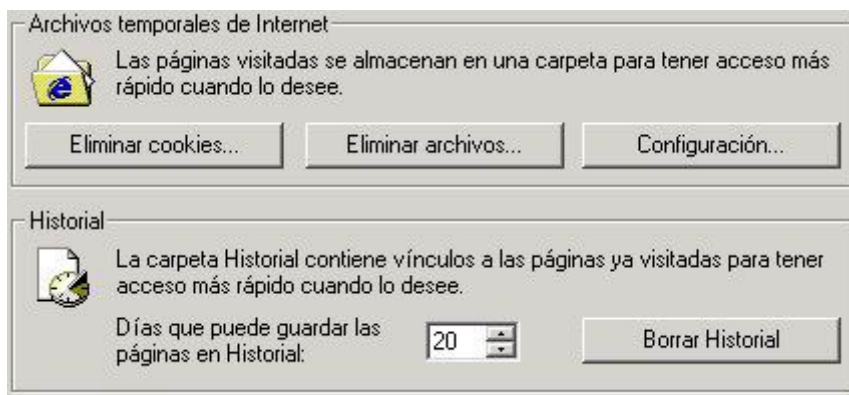 Archivos temporales de Internet
Las páginas visitadas se almacenan en una carpeta para tener acceso más
rápido cuando lo desee.
Eliminar cookies... Eliminar archivos... Configuración...
Historial
La carpeta Historial contiene vínculos a las páginas ya visitadas para tener
acceso más rápido cuando lo desee.
Días que puede guardar las
páginas en Historial: 20 Borrar Historial